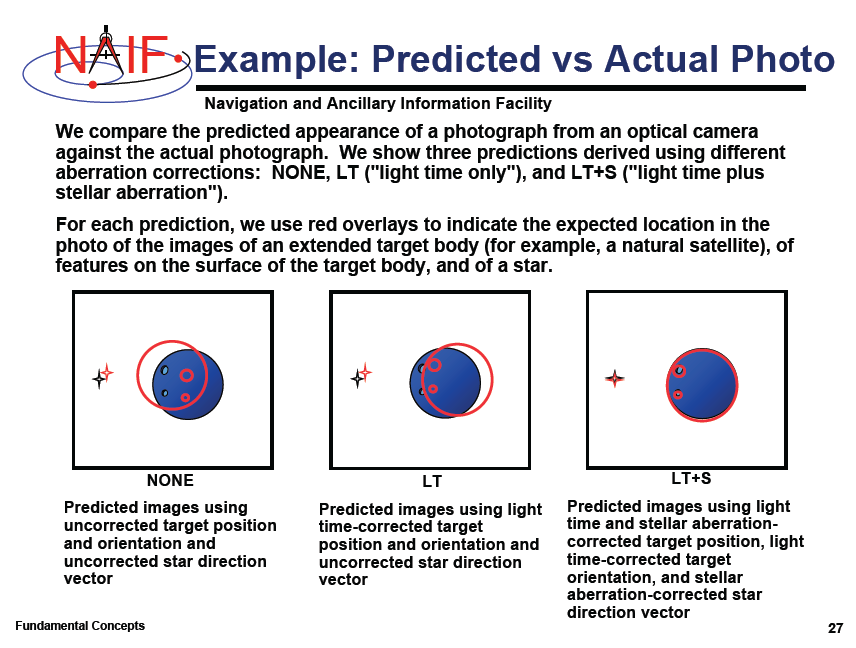 NAIF
Example: Predicted vs Actual Photo
Navigation and Ancillary Information Facility
We compare the predicted appearance of a photograph from an optical camera
against the actual photograph.  We show three predictions derived using different
aberration corrections:  NONE, LT ("light time only"), and LT+S ("light time plus
stellar aberration").
For each prediction, we use red overlays to indicate the expected location in the
photo of the images of an extended target body (for example, a natural satellite), of
features on the surface of the target body, and of a star.
NONE
Predicted images using
uncorrected target position
and orientation and
uncorrected star direction
vector
LT
Predicted images using light
time-corrected target
position and orientation and
uncorrected star direction
vector
LT+S
Predicted images using light
time and stellar aberration-
corrected target position, light
time-corrected target
orientation, and stellar
aberration-corrected star
direction vector
Fundamental Concepts
27